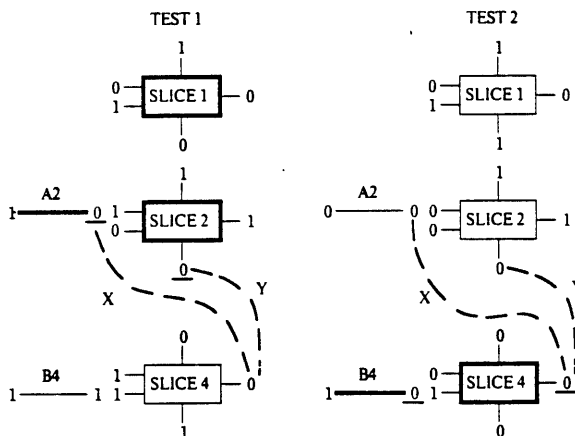 TEST 1 TEST 2
1 1
0 SLICE 1 0 0 SLICE 1 0
1 1
0 1
1 1
A2 A2
1 0 1 SLICE 2 1 0 0 0 SLICE 2 1
0 0
0 0
X Y X Y
0 0
B4 B4
1 SLICE 4 0 0 SLICE 4 0
1 1 1 1 0 1
1 0